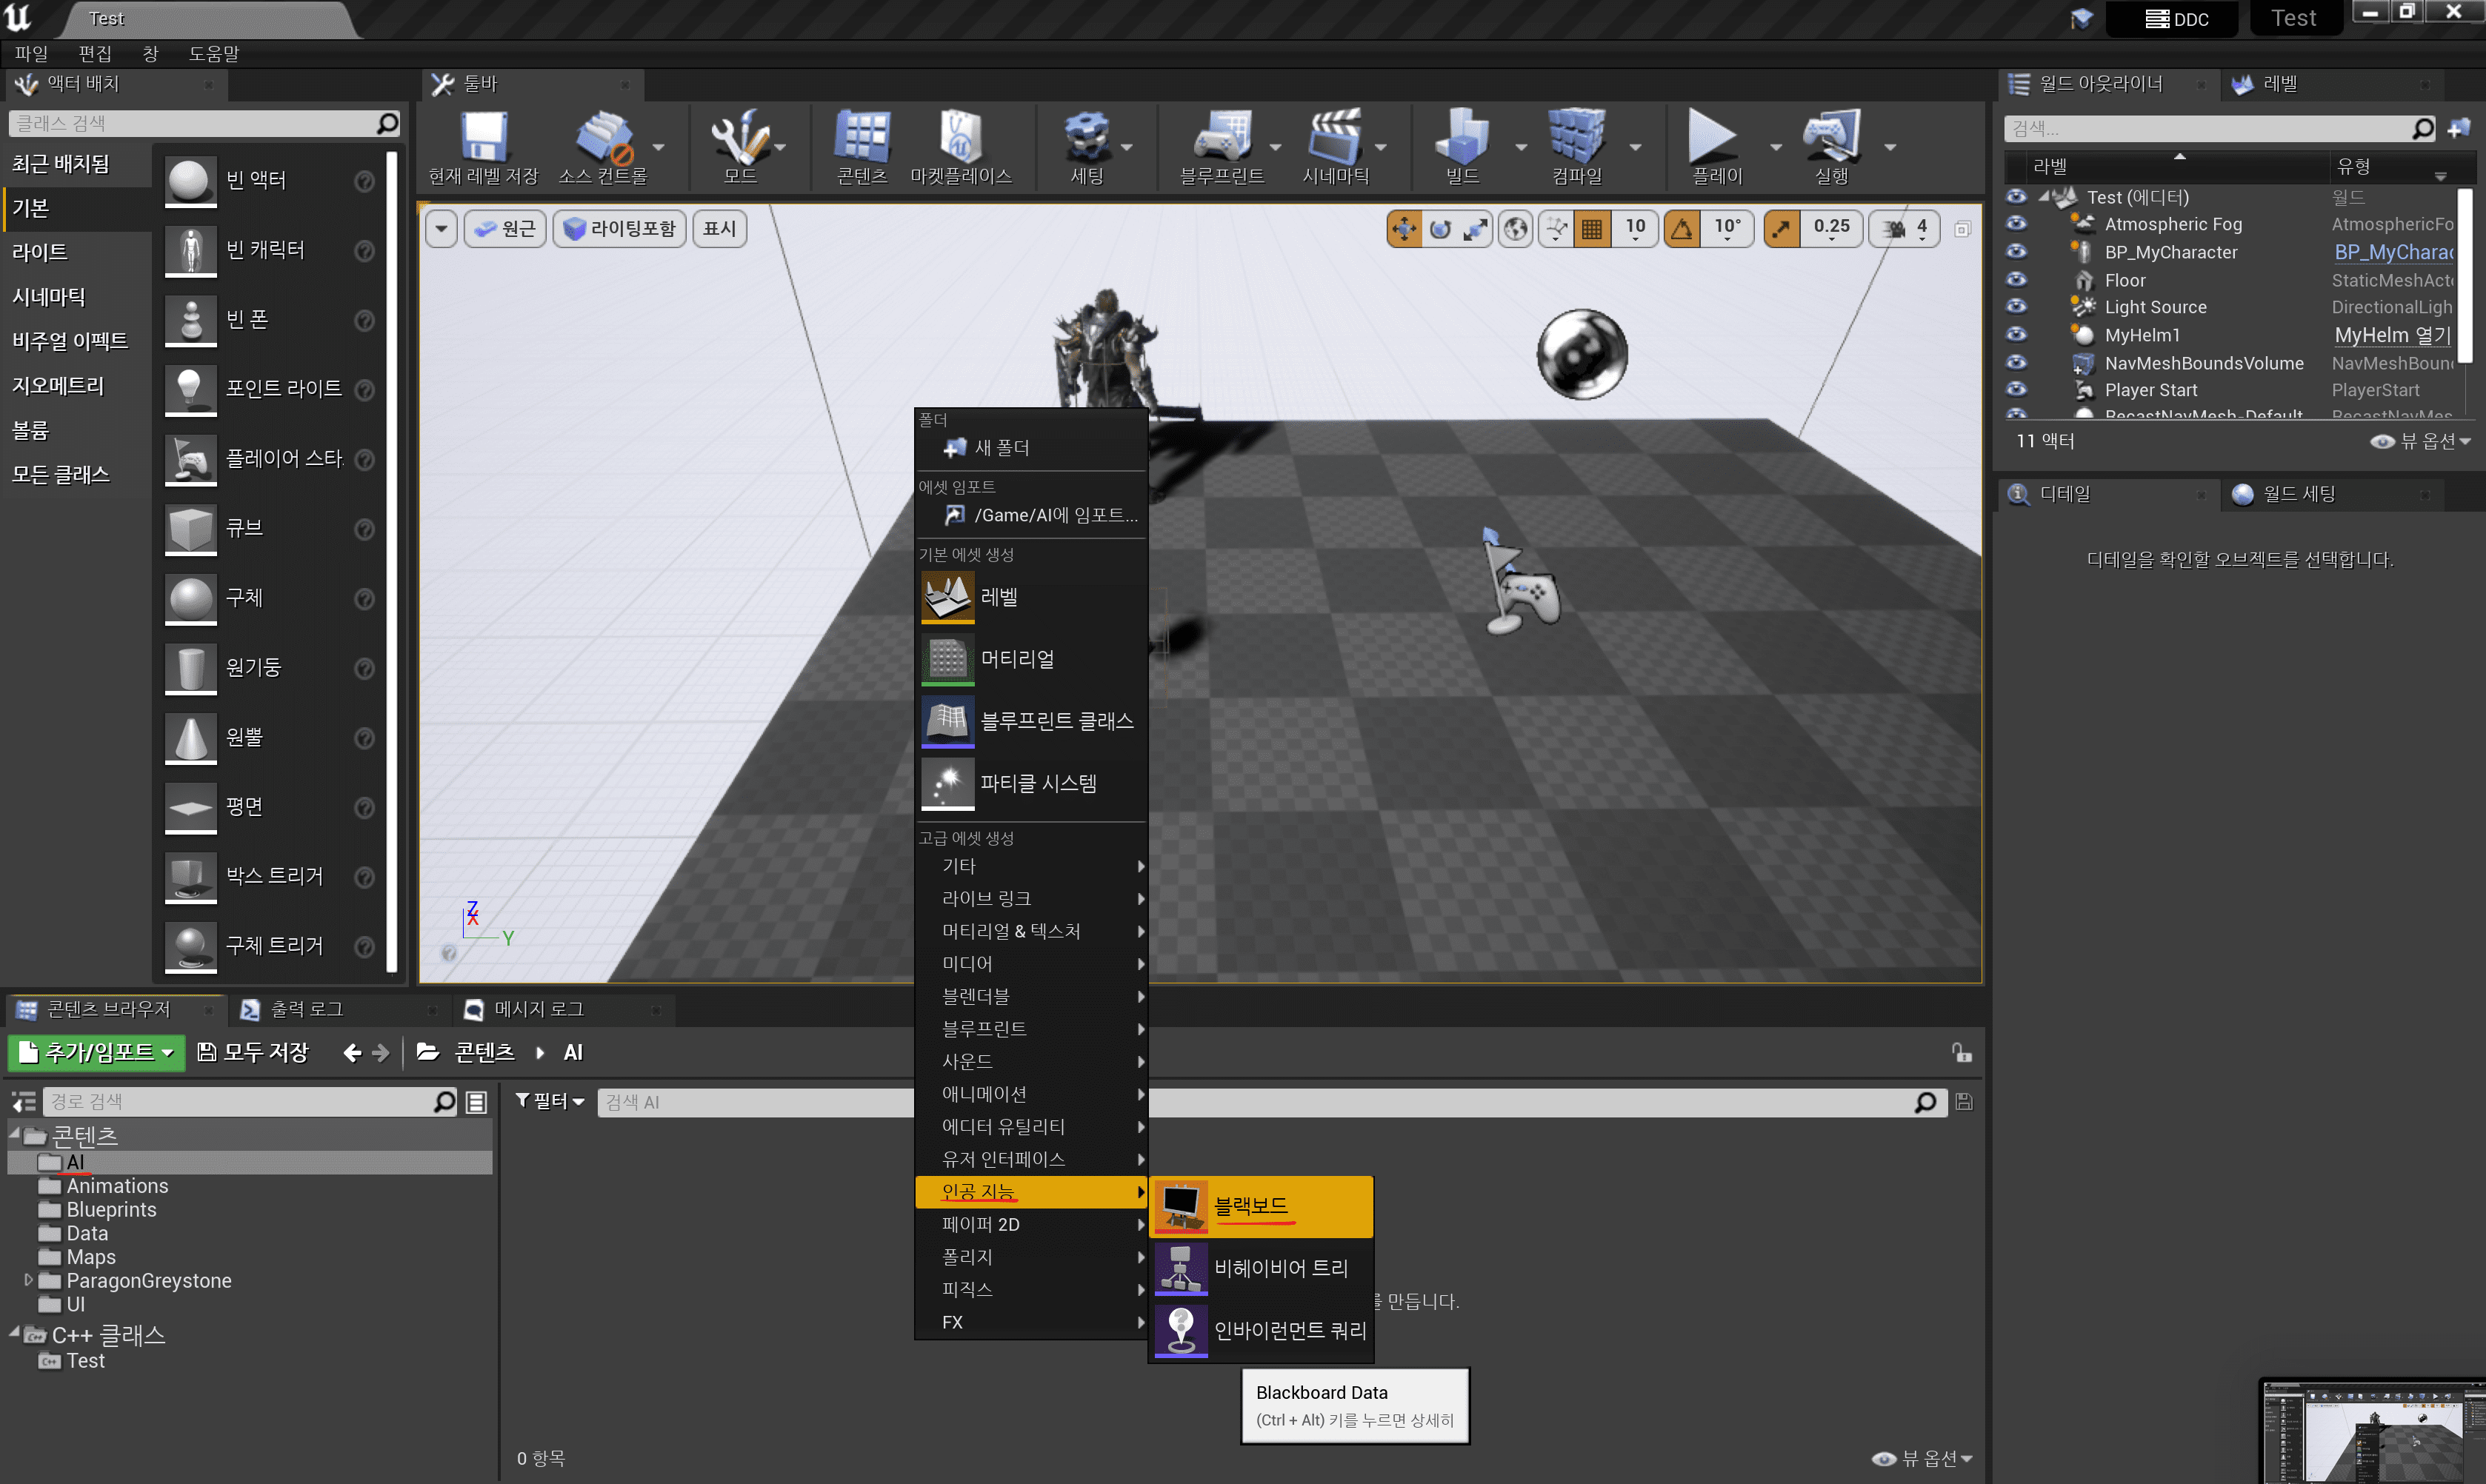 Test
DDC
Test
파일 편집 창 도움말
액터 배치
클래스 검색
최근 배치됨
기본
라이트
시네마틱
비주얼 이펙트
지오메트리
볼륨
모든 클래스
빈 액터
빈 캐릭터
빈 폰
포인트 라이트
플레이어 스타
큐브
구체
원기둥
원뿔
평면
박스 트리거
구체 트리거
툴바
현재 레벨 저장
소스 컨트롤
모드
콘텐츠
마켓플레이스
세팅
블루프린트
시네마틱
빌드
컴파일
플레이
실행
원근
라이팅포함
표시
10
10°
0.25
4
Z
X
Y
폴더
새 폴더
에셋 임포트
/Game/AI에 임포트...
기본 에셋 생성
레벨
머티리얼
블루프린트 클래스
파티클 시스템
고급 에셋 생성
기타
라이브 링크
머티리얼 & 텍스처
미디어
블렌더블
블루프린트
사운드
애니메이션
에디터 유틸리티
유저 인터페이스
인공 지능
페이퍼 2D
폴리지
피직스
FX
블랙보드
비헤이비어 트리
인바이런먼트 쿼리
Blackboard Data
(Ctrl + Alt) 키를 누르면 상세히
월드 아웃라이너
레벨
검색...
라벨 유형
Test (에디터) 월드
Atmospheric Fog AtmosphericFo
BP_MyCharacter BP_MyCharac
Floor StaticMeshAct
Light Source DirectionalLigh
MyHelm1 MyHelm 열기
NavMeshBoundsVolume NavMeshBoun
Player Start PlayerStart
RecastNavMesh-Default RecastNavMes
11 액터
뷰 옵션
디테일
월드 세팅
디테일을 확인할 오브젝트를 선택합니다.
콘텐츠 브라우저
출력 로그
메시지 로그
추가/임포트
모두 저장
콘텐츠
AI
경로 검색
필터
검색 AI
콘텐츠
AI
Animations
Blueprints
Data
Maps
ParagonGreystone
UI
C++ 클래스
Test
만듭니다.
0 항목
뷰 옵션